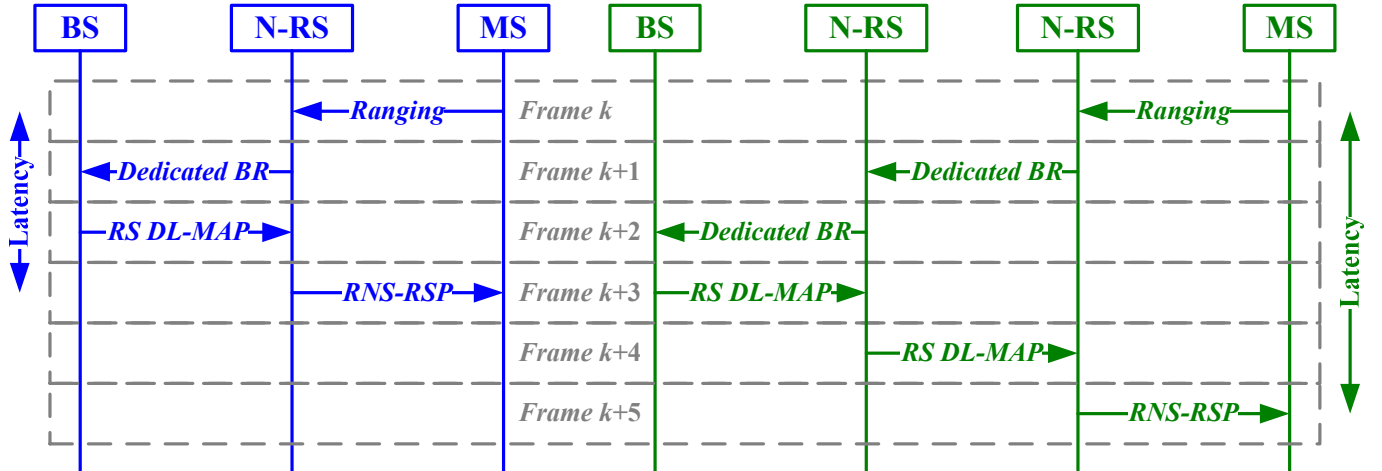 BS N-RS MS BS N-RS N-RS MS
Ranging Frame k Ranging
Dedicated BR Frame k+1 Dedicated BR
RS DL-MAP Frame k+2 Dedicated BR
RNS-RSP Frame k+3 RS DL-MAP
Frame k+4 RS DL-MAP
Frame k+5 RNS-RSP
Latency
Latency